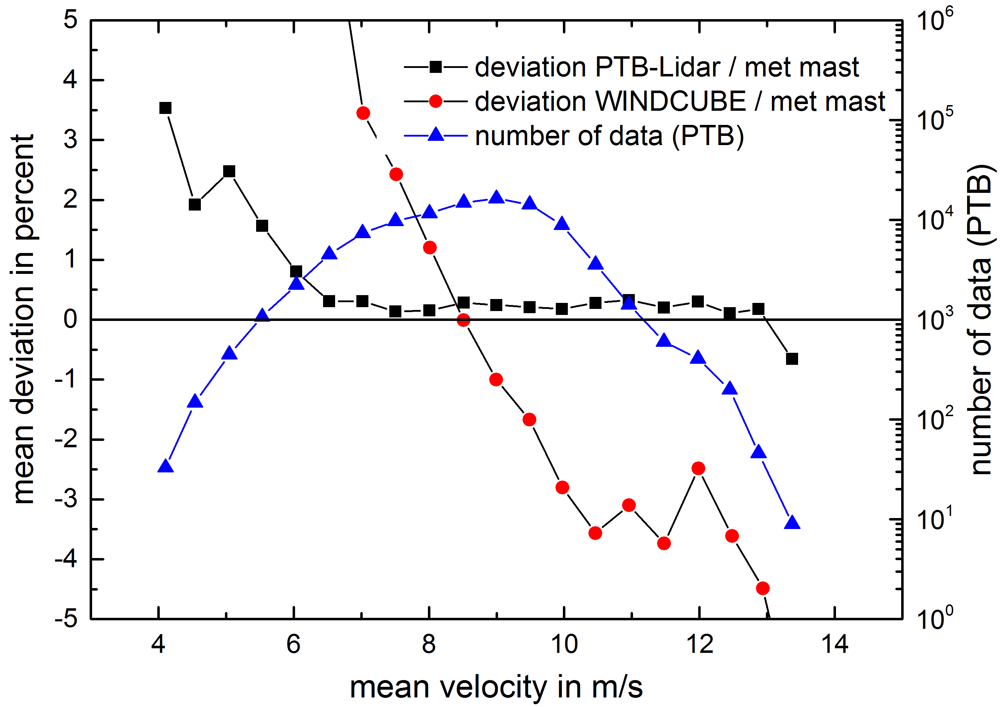 deviation PTB-Lidar / met mast
deviation WINDCUBE / met mast
number of data (PTB)
mean deviation in percent
5
4
3
2
1
0
-1
-2
-3
-4
-5
10^6
10^5
10^4
10^3
10^2
10^1
10^0
number of data (PTB)
4 6 8 10 12 14
mean velocity in m/s